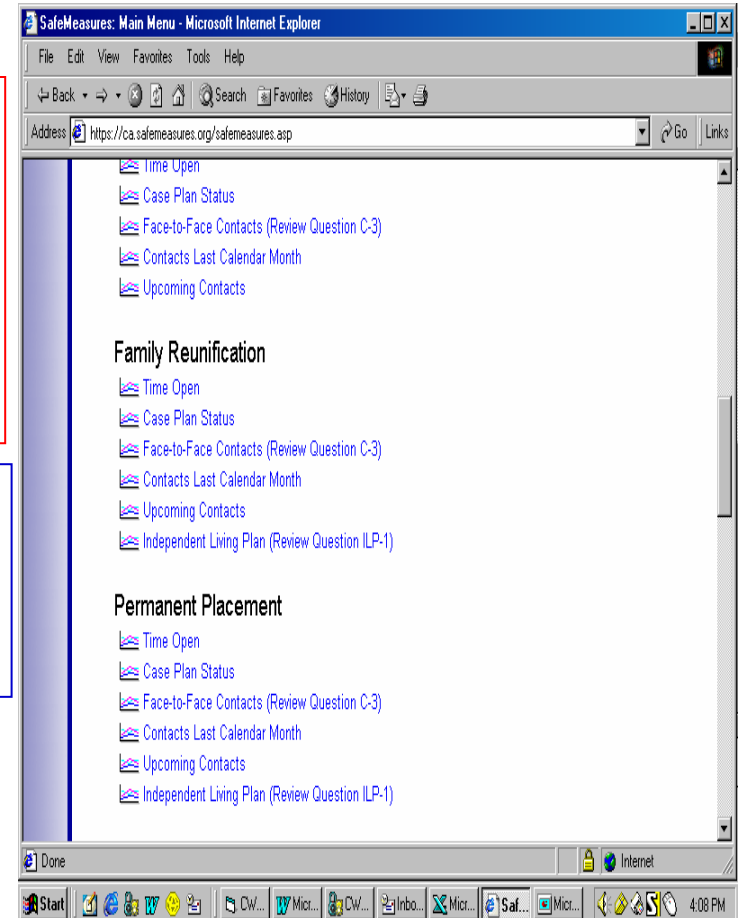 SafeMeasures: Main Menu - Microsoft Internet Explorer
File Edit View Favorites Tools Help
Back Search Favorites History
Address https://ca.safemeasures.org/safemeasures.asp Go Links
Time Open
Case Plan Status
Face-to-Face Contacts (Review Question C-3)
Contacts Last Calendar Month
Upcoming Contacts
Family Reunification
Time Open
Case Plan Status
Face-to-Face Contacts (Review Question C-3)
Contacts Last Calendar Month
Upcoming Contacts
Independent Living Plan (Review Question ILP-1)
Permanent Placement
Time Open
Case Plan Status
Face-to-Face Contacts (Review Question C-3)
Contacts Last Calendar Month
Upcoming Contacts
Independent Living Plan (Review Question ILP-1)
Done Internet
Start CW... Micr... CW... Inbo... Micr... Saf... Micr... 4:08 PM